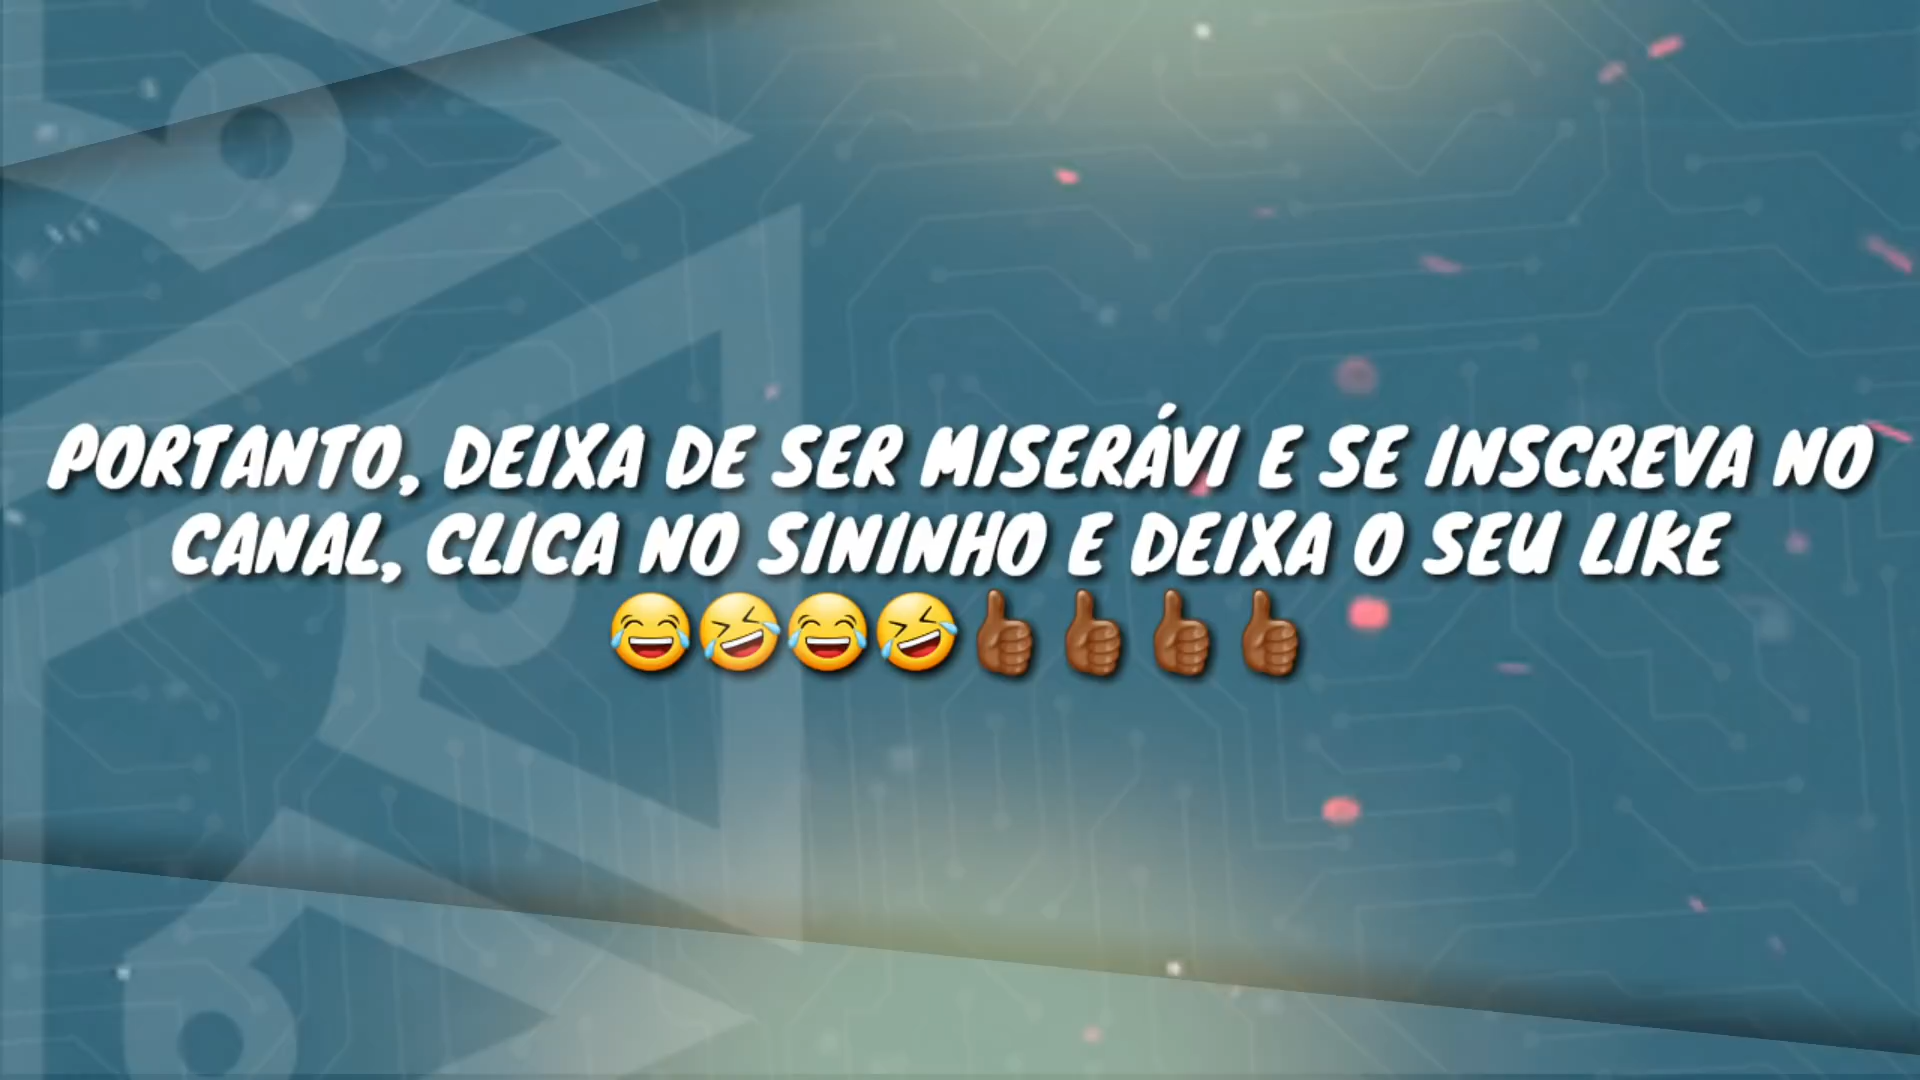 PORTANTO, DEIXA DE SER MISERÁVI E SE INSCREVA NO
CANAL, CLICA NO SININHO E DEIXA O SEU LIKE
😂🤣😂🤣👍🏾👍🏾👍🏾👍🏾